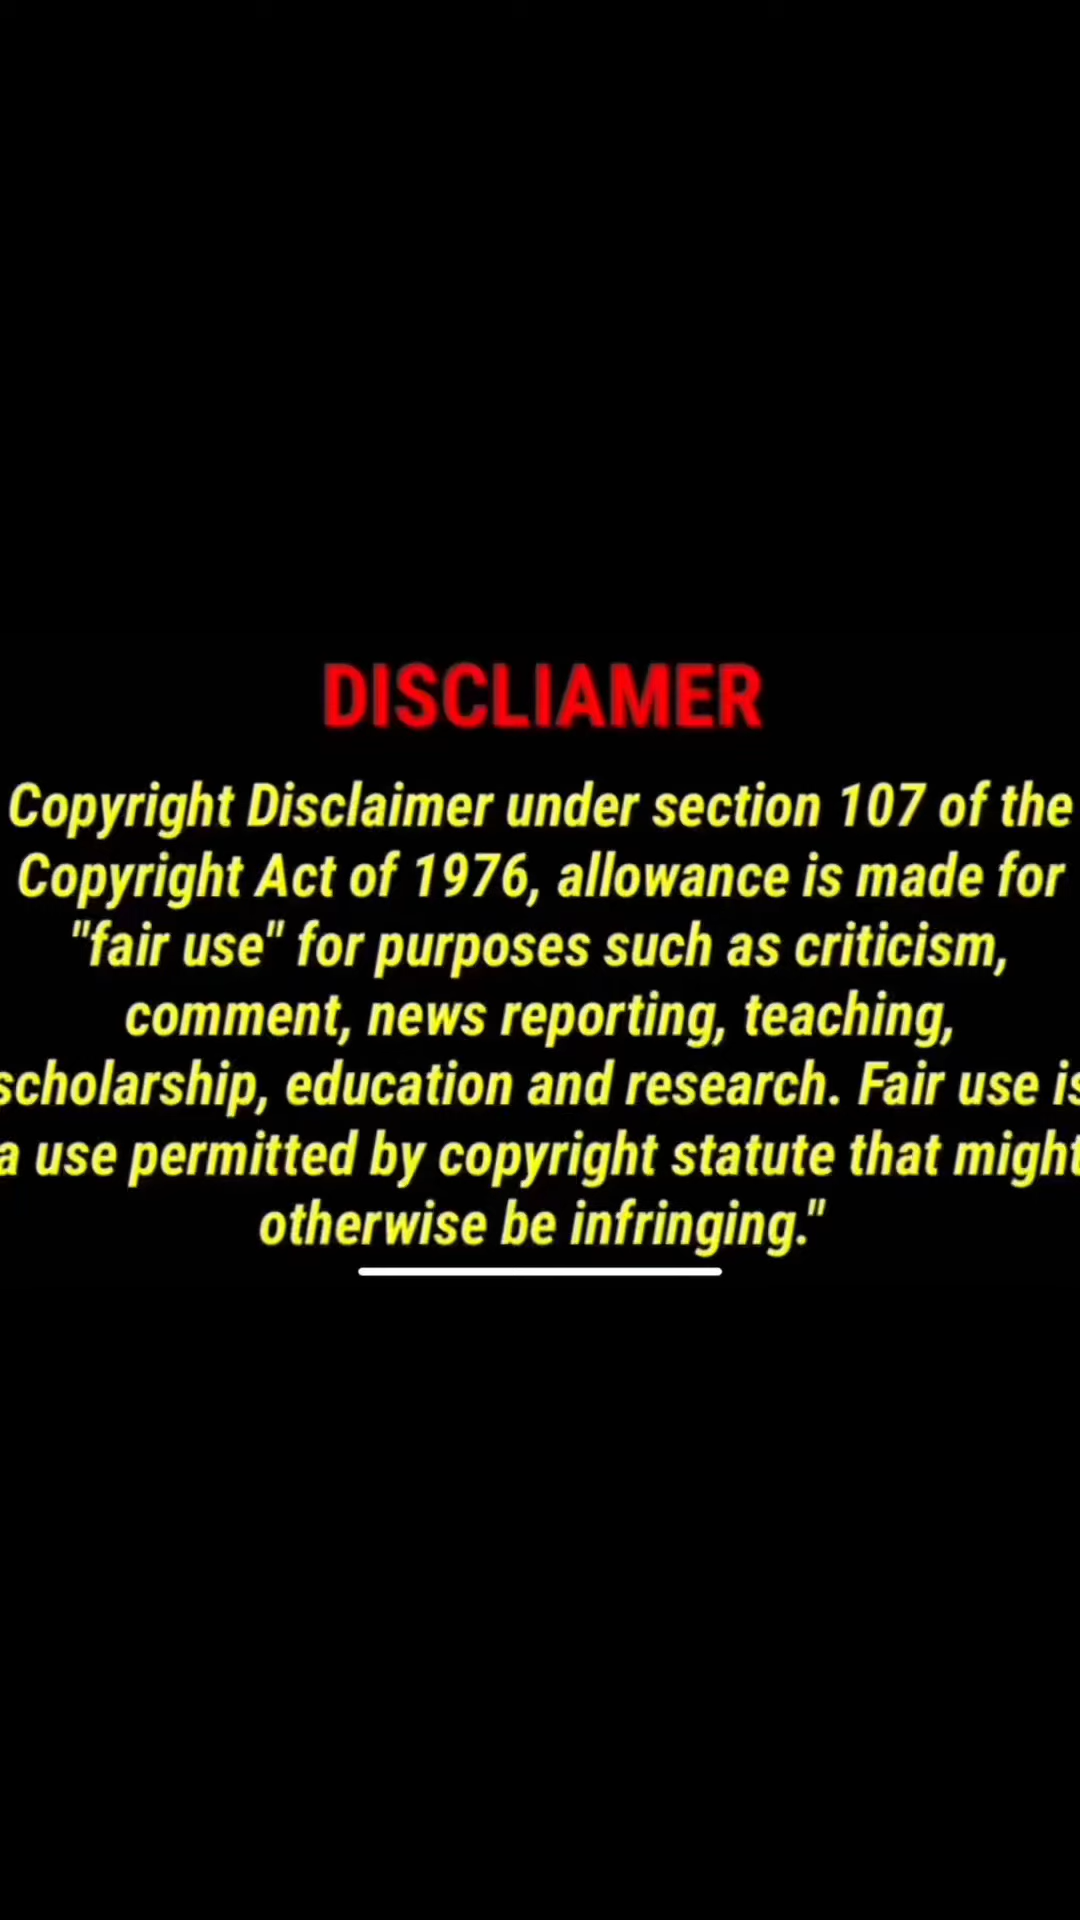 DISCLIAMER
Copyright Disclaimer under section 107 of the
Copyright Act of 1976, allowance is made for
"fair use" for purposes such as criticism,
comment, news reporting, teaching,
scholarship, education and research. Fair use is
a use permitted by copyright statute that might
otherwise be infringing."